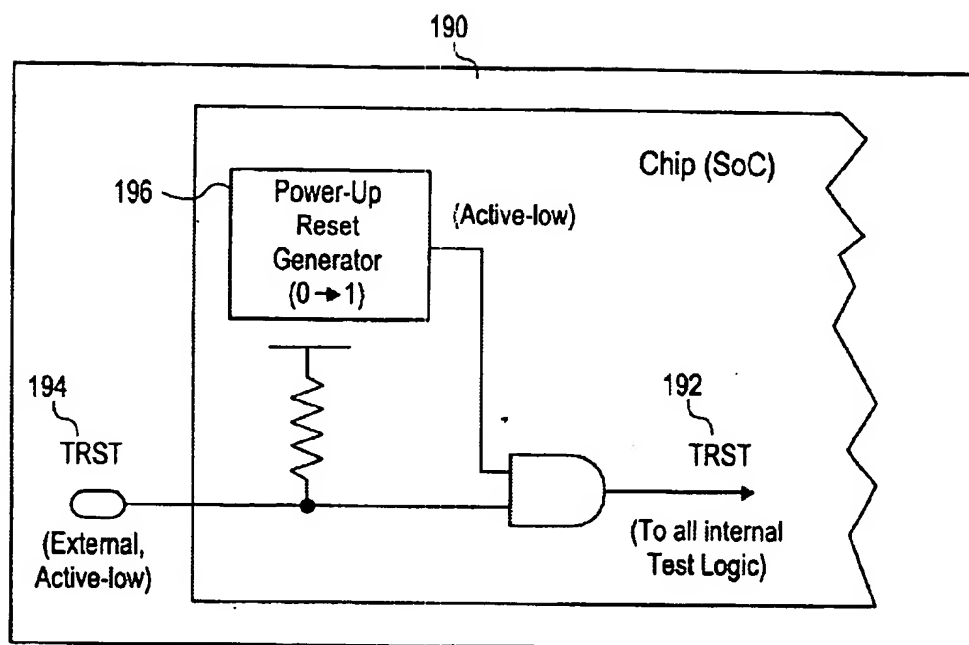 190
Chip (SoC)
196
Power-Up
Reset
Generator
(0 → 1)
(Active-low)
194
TRST
(External,
Active-low)
192
TRST
(To all internal
Test Logic)